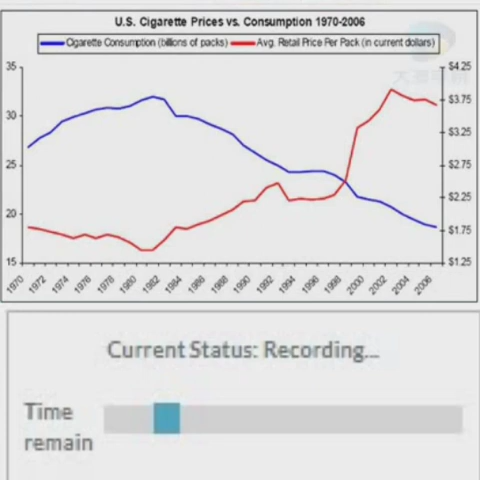 U.S. Cigarette Prices vs. Consumption 1970-2006
Cigarette Consumption (billions of packs) Avg. Retail Price Per Pack (in current dollars)
35 $4.25
$3.75
30
$3.25
25 $2.75
$2.25
20
$1.75
15 $1.25
1970 1972 1974 1976 1978 1980 1982 1984 1986 1988 1990 1992 1994 1996 1998 2000 2002 2004 2006
Current Status: Recording...
Time
remain